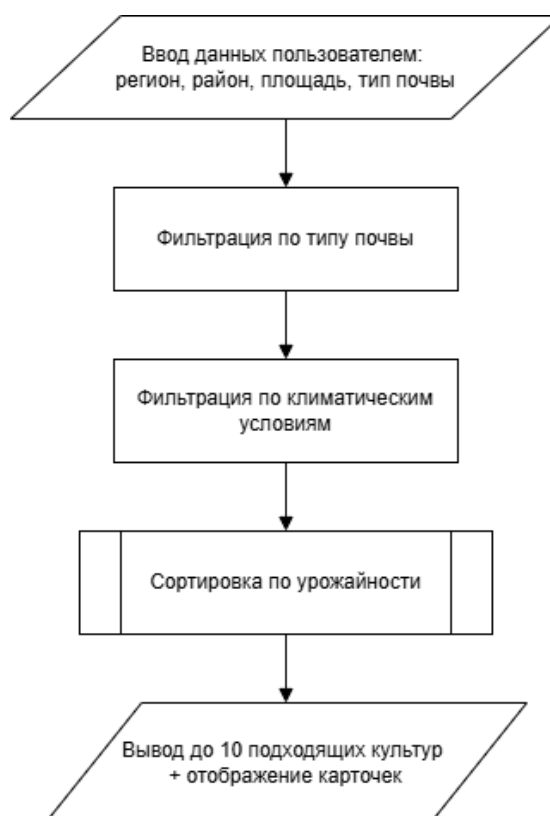 Ввод данных пользователем:
регион, район, площадь, тип почвы
Фильтрация по типу почвы
Фильтрация по климатическим
условиям
Сортировка по урожайности
Вывод до 10 подходящих культур
+ отображение карточек